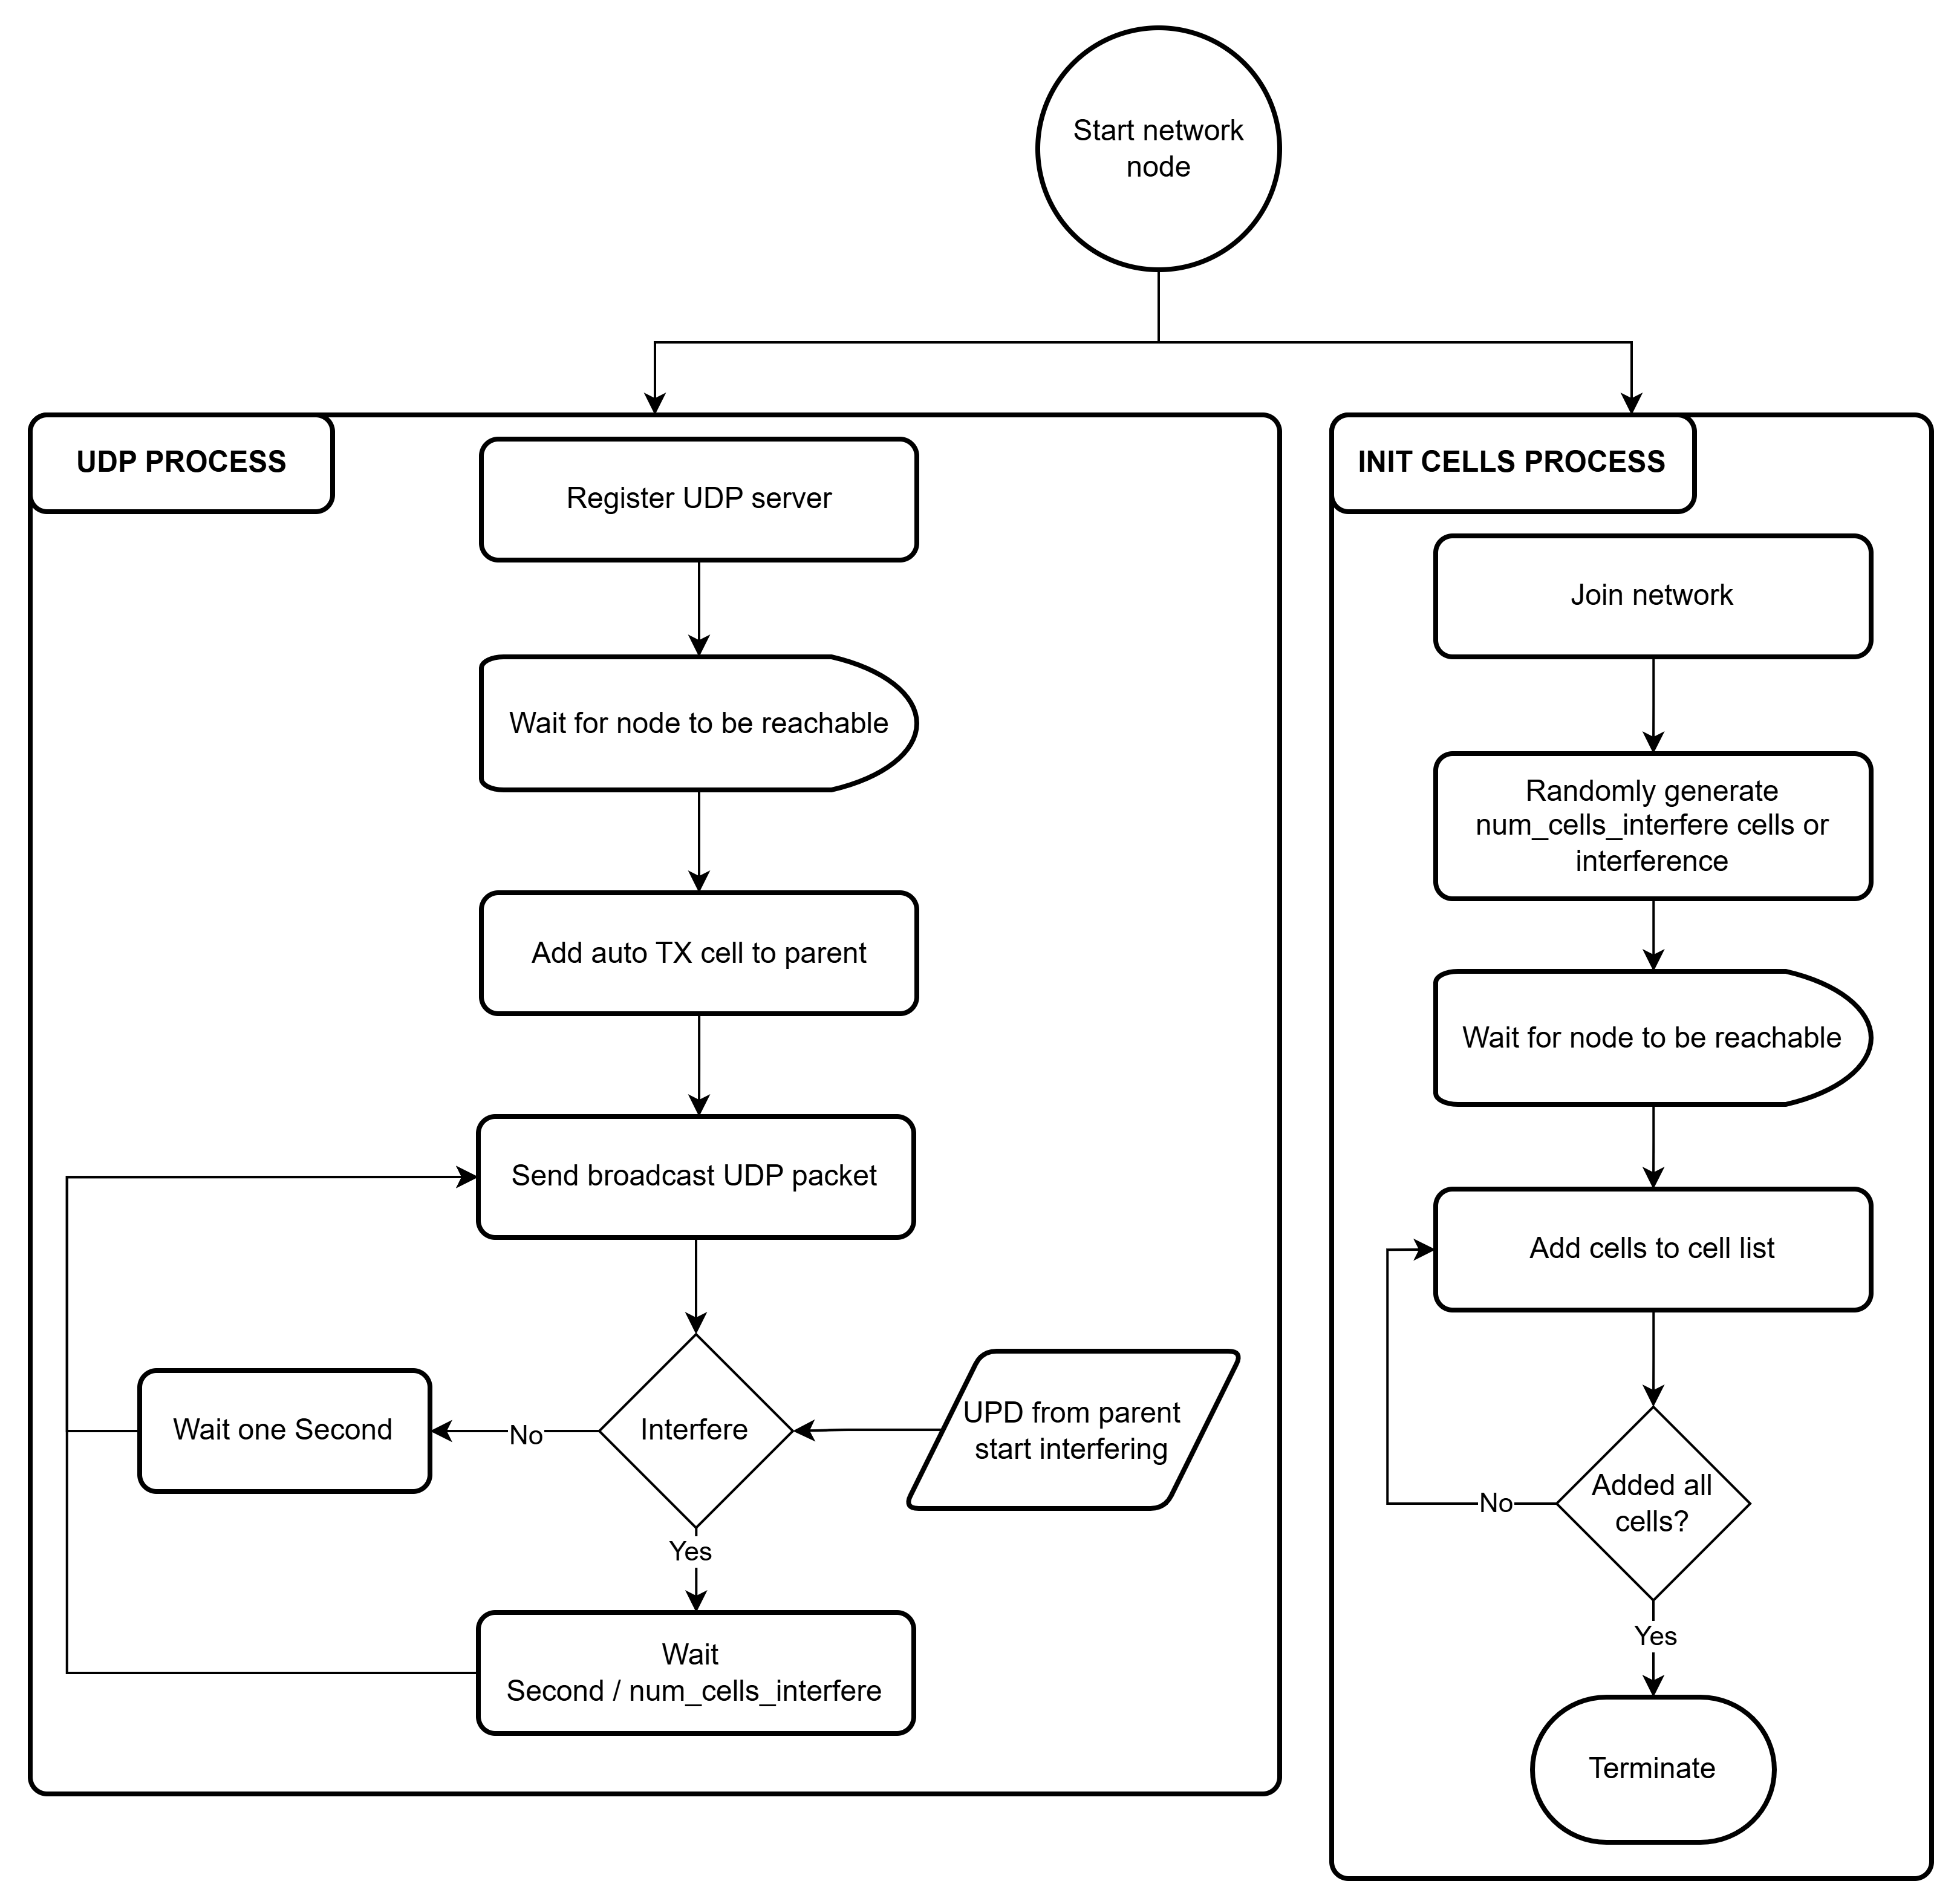 Start network
node
UDP PROCESS
Register UDP server
Wait for node to be reachable
Add auto TX cell to parent
Send broadcast UDP packet
Interfere
UPD from parent
start interfering
No
Wait one Second
Yes
Wait
Second / num_cells_interfere
INIT CELLS PROCESS
Join network
Randomly generate
num_cells_interfere cells or
interference
Wait for node to be reachable
Add cells to cell list
Added all
cells?
No
Yes
Terminate